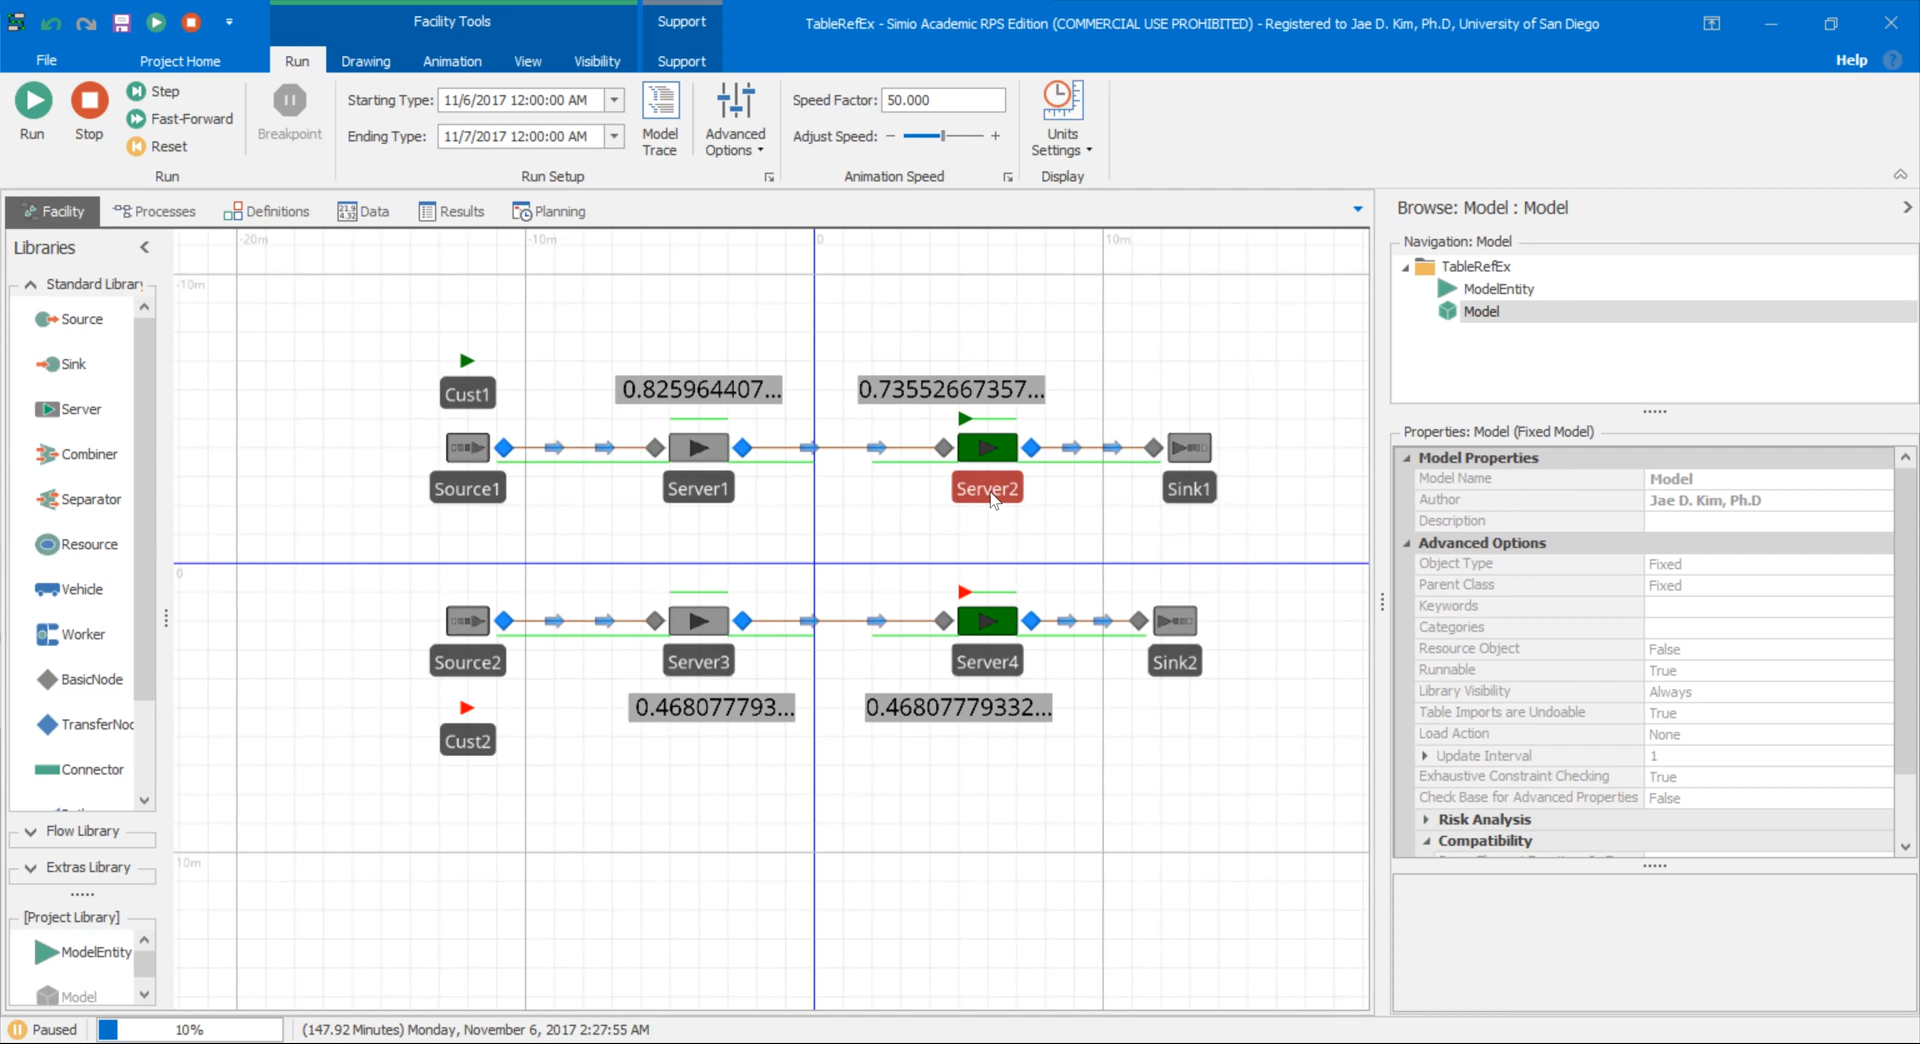 Facility Tools
Support
TableRefEx - Simio Academic RPS Edition (COMMERCIAL USE PROHIBITED) - Registered to Jae D. Kim, Ph.D, University of San Diego
File
Project Home
Run
Drawing
Animation
View
Visibility
Support
Help
Run
Stop
Step
Fast-Forward
Reset
Run
Breakpoint
Starting Type: 11/6/2017 12:00:00 AM
Ending Type: 11/7/2017 12:00:00 AM
Run Setup
Model
Trace
Advanced
Options
Speed Factor: 50.000
Adjust Speed:
Animation Speed
Units
Settings
Display
Facility
Processes
Definitions
Data
Results
Planning
Libraries
Standard Library
Source
Sink
Server
Combiner
Separator
Resource
Vehicle
Worker
BasicNode
TransferNod
Connector
Flow Library
Extras Library
[Project Library]
ModelEntity
Model
-20m
-10m
0
10m
-10m
0
10m
Cust1
0.825964407...
0.73552667357...
Source1
Server1
Server2
Sink1
Source2
Server3
Server4
Sink2
0.468077793...
0.46807779332...
Cust2
Browse: Model : Model
Navigation: Model
TableRefEx
ModelEntity
Model
Properties: Model (Fixed Model)
Model Properties
Model Name Model
Author Jae D. Kim, Ph.D
Description
Advanced Options
Object Type Fixed
Parent Class Fixed
Keywords
Categories
Resource Object False
Runnable True
Library Visibility Always
Table Imports are Undoable True
Load Action None
Update Interval 1
Exhaustive Constraint Checking True
Check Base for Advanced Properties False
Risk Analysis
Compatibility
Paused
10%
(147.92 Minutes) Monday, November 6, 2017 2:27:55 AM